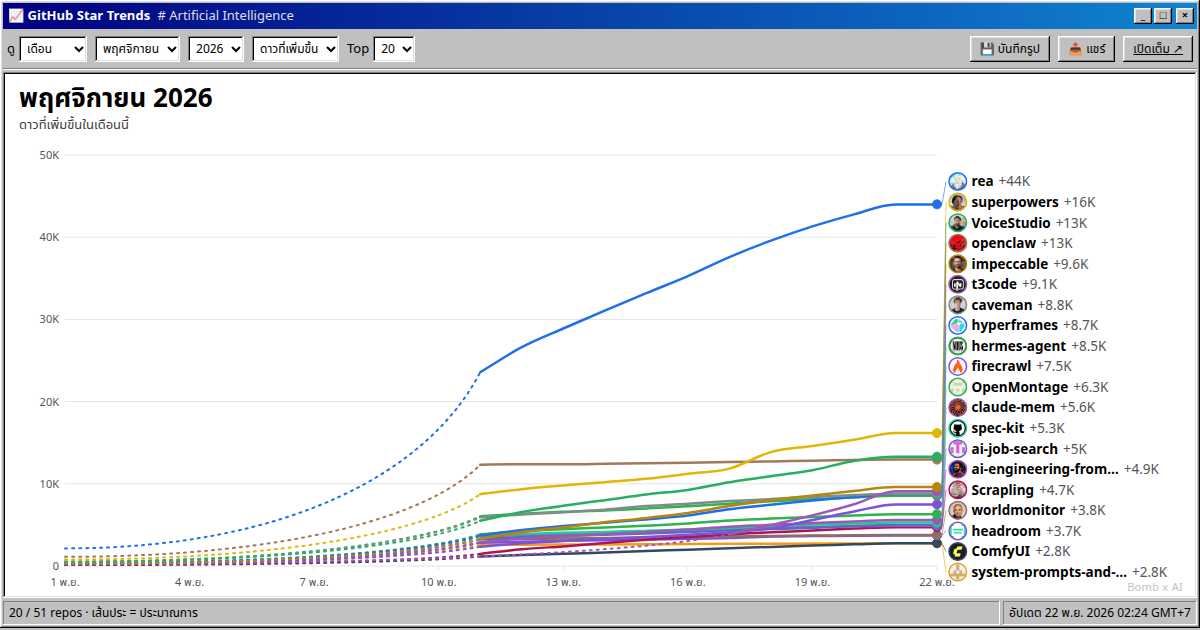 GitHub Star Trends # Artificial Intelligence
ดู เดือน พฤศจิกายน 2026 ดาวที่เพิ่มขึ้น Top 20 บันทึกรูป แชร์ เปิดเต็ม ↗
พฤศจิกายน 2026
ดาวที่เพิ่มขึ้นในเดือนนี้
50K
40K
30K
20K
10K
0
1 พ.ย. 4 พ.ย. 7 พ.ย. 10 พ.ย. 13 พ.ย. 16 พ.ย. 19 พ.ย. 22 พ.ย.
rea +44K
superpowers +16K
VoiceStudio +13K
openclaw +13K
impeccable +9.6K
t3code +9.1K
caveman +8.8K
hyperframes +8.7K
hermes-agent +8.5K
firecrawl +7.5K
OpenMontage +6.3K
claude-mem +5.6K
spec-kit +5.3K
ai-job-search +5K
ai-engineering-from... +4.9K
Scrapling +4.7K
worldmonitor +3.8K
headroom +3.7K
ComfyUI +2.8K
system-prompts-and-... +2.8K
Bomb x AI
20 / 51 repos · เส้นประ = ประมาณการ
อัปเดต 22 พ.ย. 2026 02:24 GMT+7